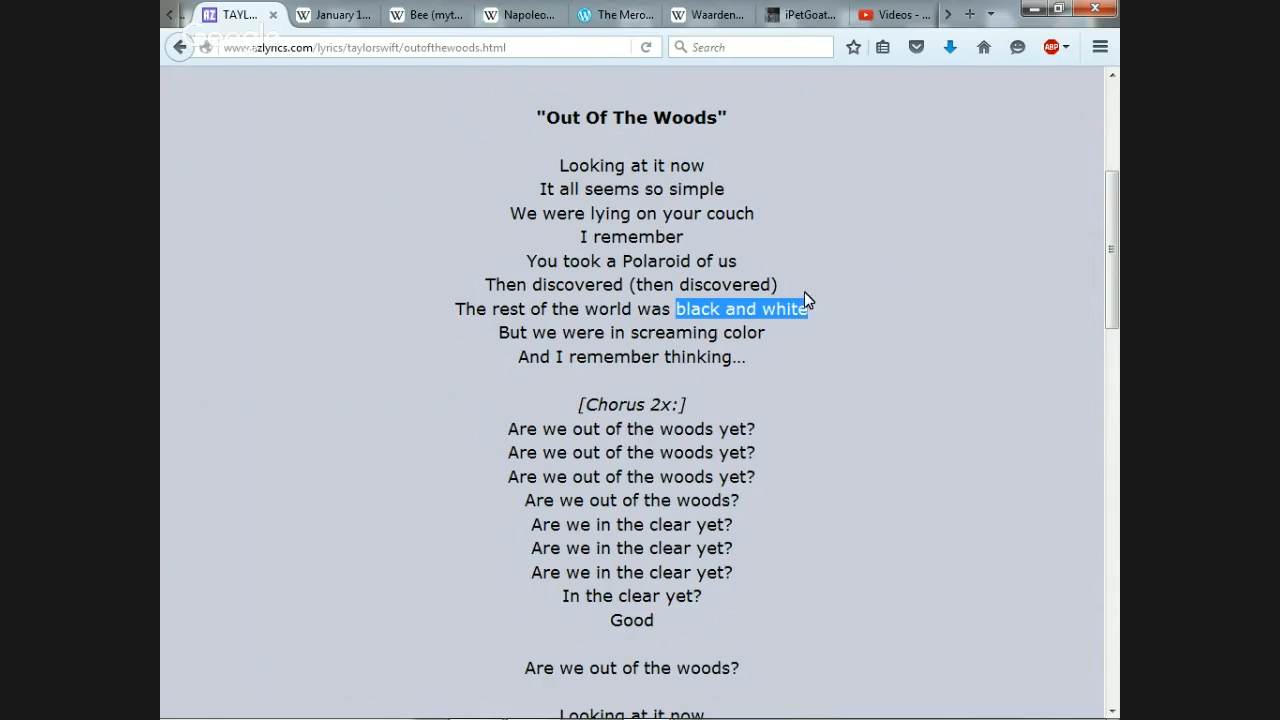 TAYL...
January 1...
Bee (myt...
Napoleo...
The Mero...
Waarden...
iPetGoat...
Videos - ...
www.azlyrics.com/lyrics/taylorswift/outofthewoods.html
Search
ABP
"Out Of The Woods"
Looking at it now
It all seems so simple
We were lying on your couch
I remember
You took a Polaroid of us
Then discovered (then discovered)
The rest of the world was black and white
But we were in screaming color
And I remember thinking...
[Chorus 2x:]
Are we out of the woods yet?
Are we out of the woods yet?
Are we out of the woods yet?
Are we out of the woods?
Are we in the clear yet?
Are we in the clear yet?
Are we in the clear yet?
In the clear yet?
Good
Are we out of the woods?
Looking at it now